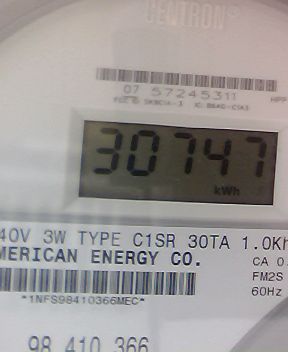 CENTRON®
07 57245311
30747
kWh
40V 3W TYPE C1SR 30TA 1.0Kh
MERICAN ENERGY CO.
CA 0.
FM2S
60Hz
*1NFS98410366MEC*
98 410 366